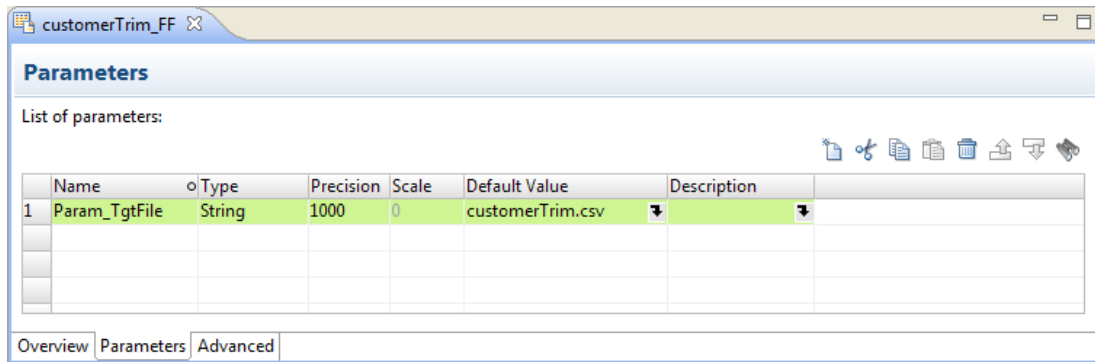 customerTrim_FF
Parameters
List of parameters:
Name Type Precision Scale Default Value Description
1 Param_TgtFile String 1000 0 customerTrim.csv
Overview Parameters Advanced